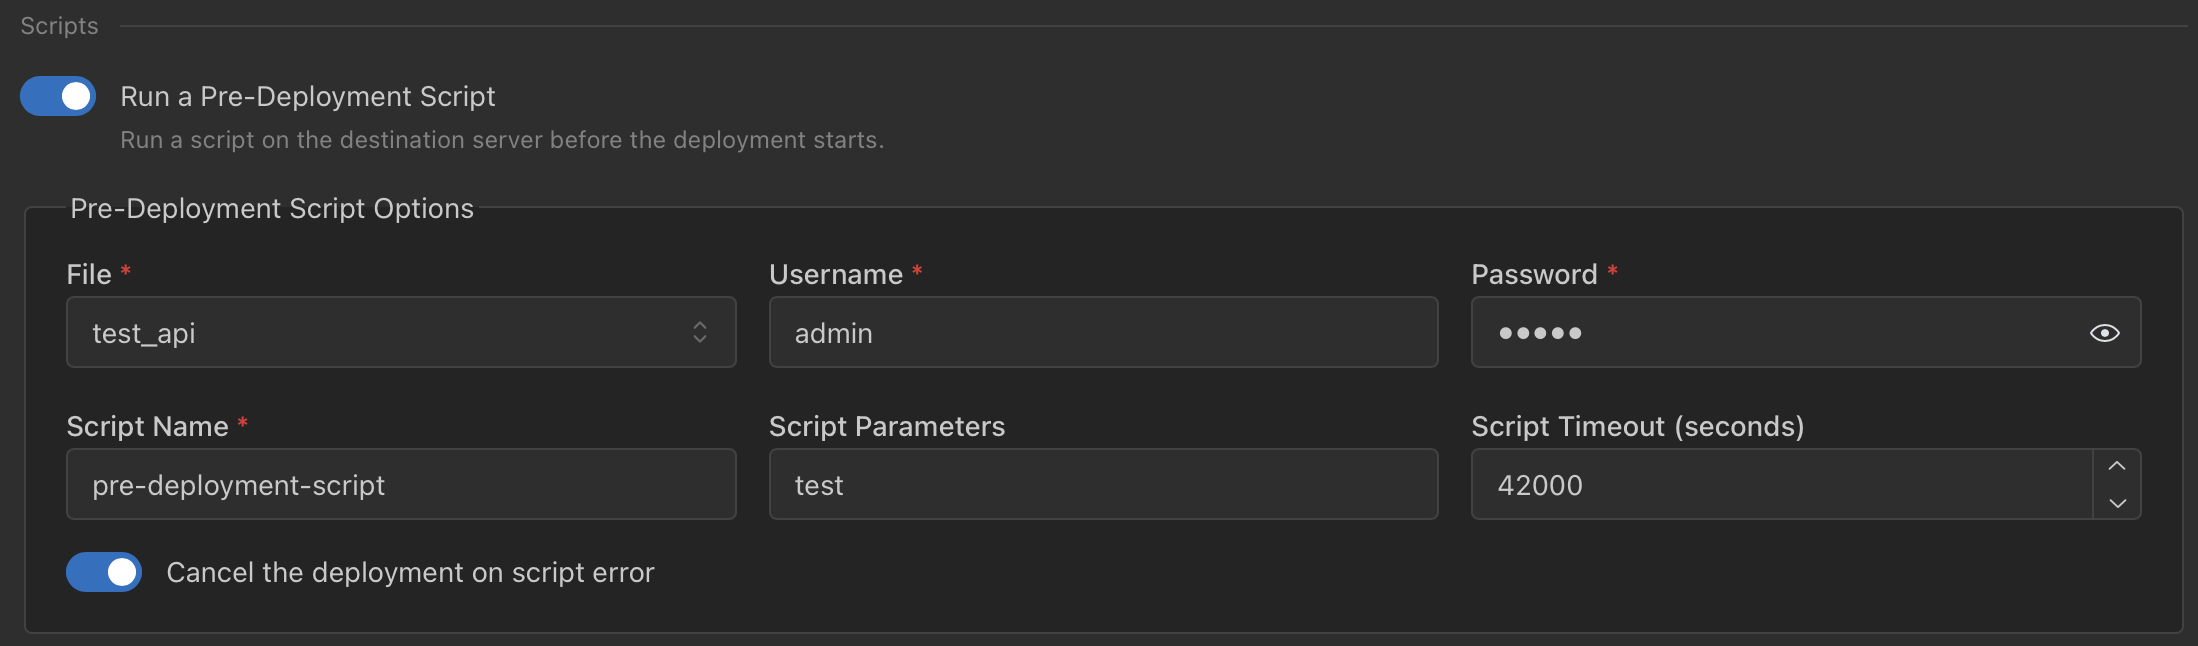 Scripts
Run a Pre-Deployment Script
Run a script on the destination server before the deployment starts.
Pre-Deployment Script Options
File * Username * Password *
test_api admin ●●●●●
Script Name * Script Parameters Script Timeout (seconds)
pre-deployment-script test 42000
Cancel the deployment on script error